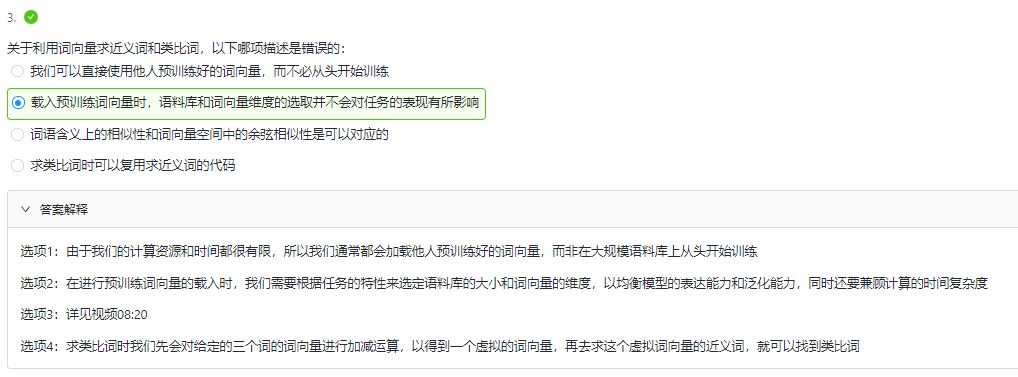 3.
关于利用词向量求近义词和类比词，以下哪项描述是错误的：
我们可以直接使用他人预训练好的词向量，而不必从头开始训练
载入预训练词向量时，语料库和词向量维度的选取并不会对任务的表现有所影响
词语含义上的相似性和词向量空间中的余弦相似性是可以对应的
求类比词时可以复用求近义词的代码
答案解释
选项1：由于我们的计算资源和时间都很有限，所以我们通常都会加载他人预训练好的词向量，而非在大规模语料库上从头开始训练
选项2：在进行预训练词向量的载入时，我们需要根据任务的特性来选定语料库的大小和词向量的维度，以均衡模型的表达能力和泛化能力，同时还要兼顾计算的时间复杂度
选项3：详见视频08:20
选项4：求类比词时我们先会对给定的三个词的词向量进行加减运算，以得到一个虚拟的词向量，再去求这个虚拟词向量的近义词，就可以找到类比词